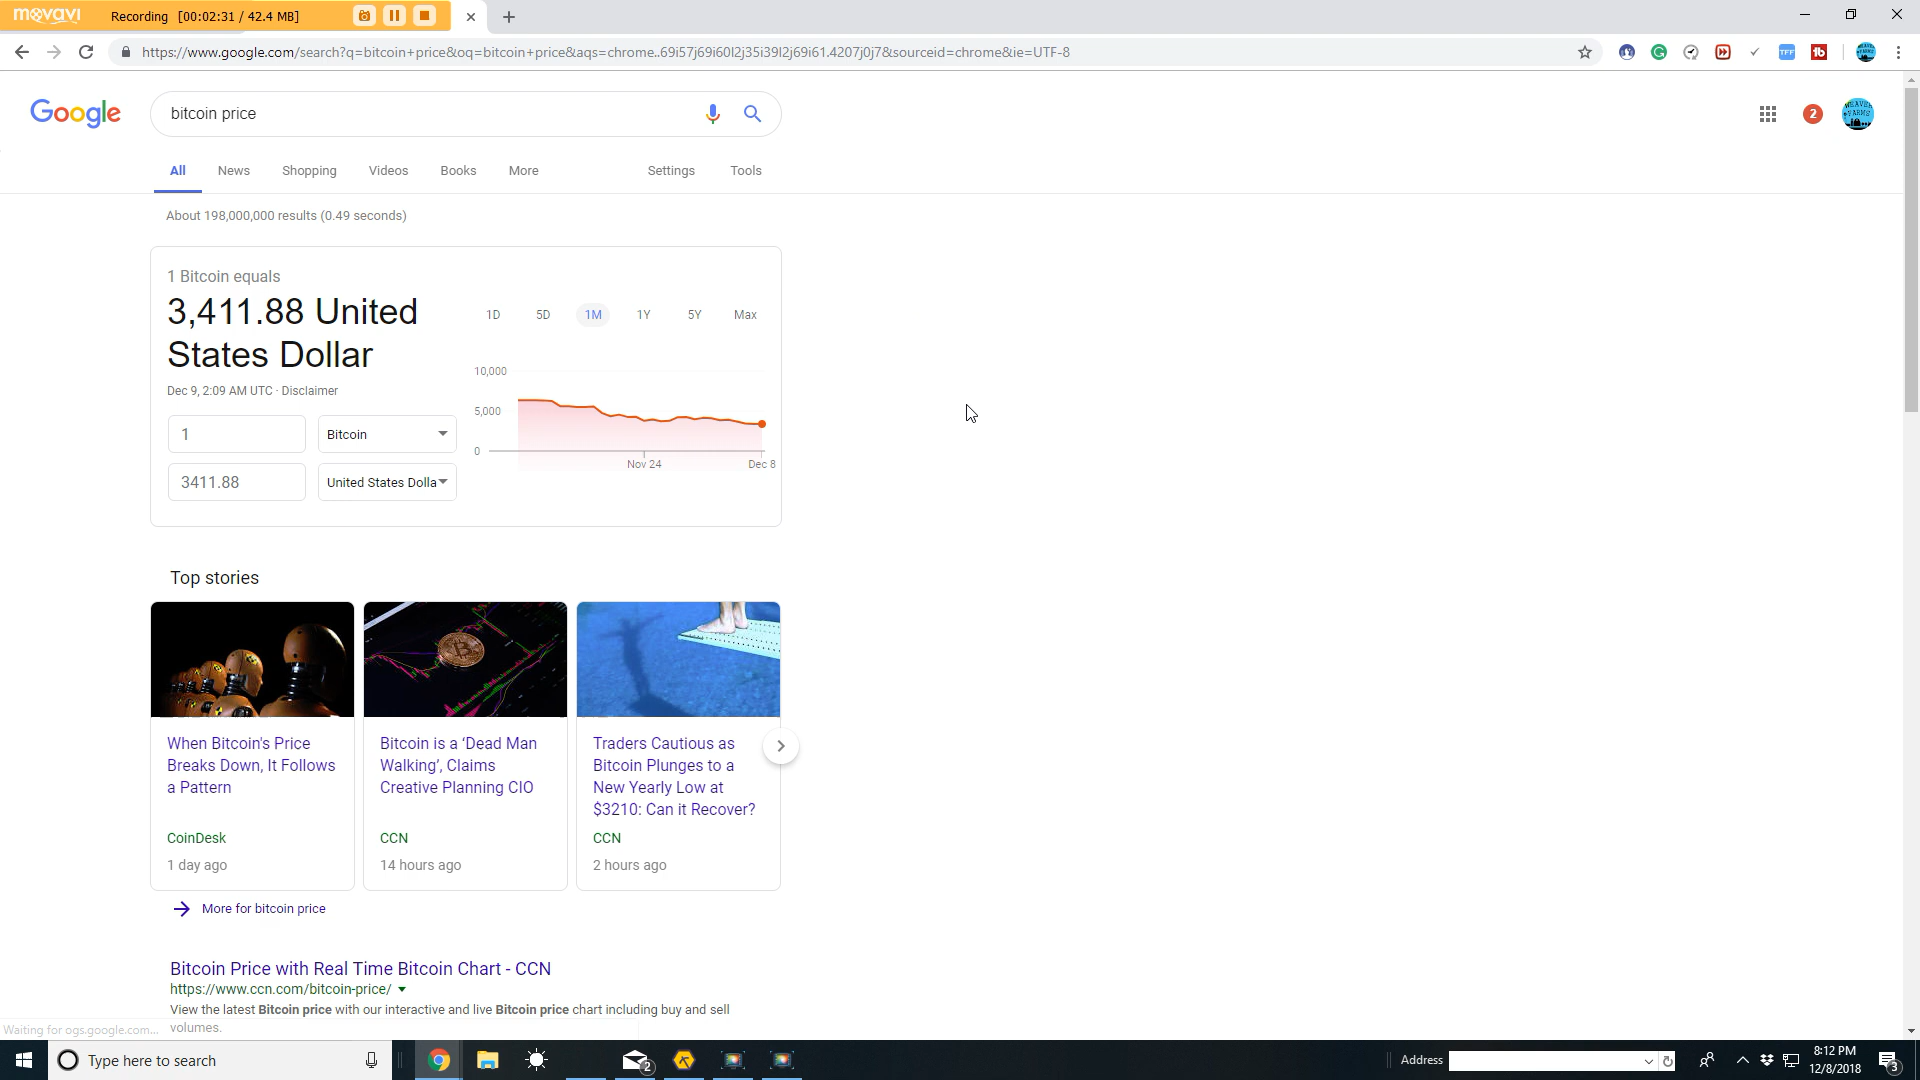 movavi
Recording [00:02:31 / 42.4 MB]
https://www.google.com/search?q=bitcoin+price&oq=bitcoin+price&aqs=chrome..69i57j69i60l2j35i39l2j69i61.4207j0j7&sourceid=chrome&ie=UTF-8
TFF
Google
bitcoin price
2
WEAVER
FARMS
All News Shopping Videos Books More Settings Tools
About 198,000,000 results (0.49 seconds)
1 Bitcoin equals
3,411.88 United
States Dollar
Dec 9, 2:09 AM UTC · Disclaimer
1 Bitcoin
3411.88 United States Dolla
1D 5D 1M 1Y 5Y Max
10,000
5,000
0
Nov 24 Dec 8
Top stories
When Bitcoin's Price
Breaks Down, It Follows
a Pattern
CoinDesk
1 day ago
Bitcoin is a ‘Dead Man
Walking’, Claims
Creative Planning CIO
CCN
14 hours ago
Traders Cautious as
Bitcoin Plunges to a
New Yearly Low at
$3210: Can it Recover?
CCN
2 hours ago
More for bitcoin price
Bitcoin Price with Real Time Bitcoin Chart - CCN
https://www.ccn.com/bitcoin-price/
View the latest Bitcoin price with our interactive and live Bitcoin price chart including buy and sell
volumes.
Waiting for ogs.google.com...
Type here to search
2
Address
8:12 PM
12/8/2018
3